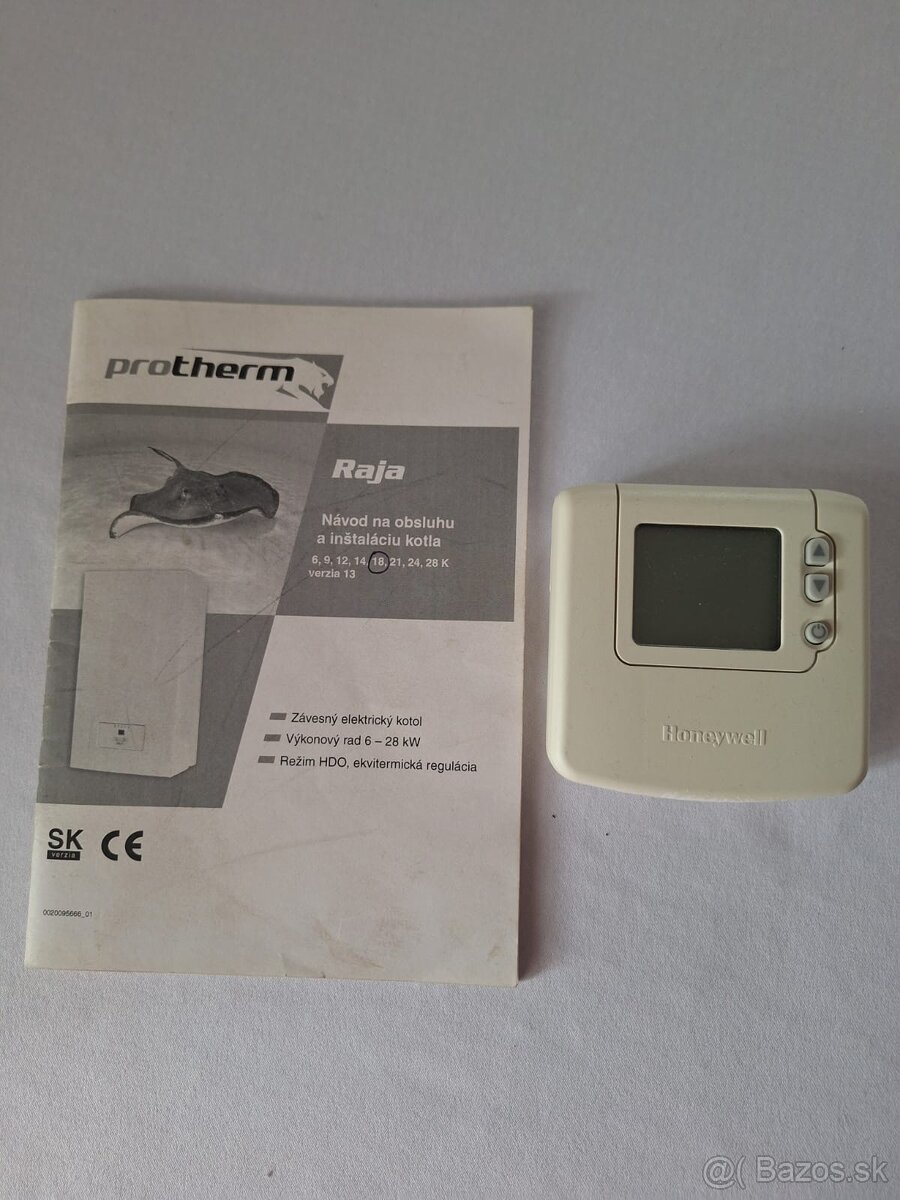 protherm
Raja
Návod na obsluhu
a inštaláciu kotla
6, 9, 12, 14, 18, 21, 24, 28 K
verzia 13
Závesný elektrický kotol
Výkonový rad 6 – 28 kW
Režim HDO, ekvitermická regulácia
SK
verzia
CE
0020095666_01
Honeywell
@( Bazos.sk